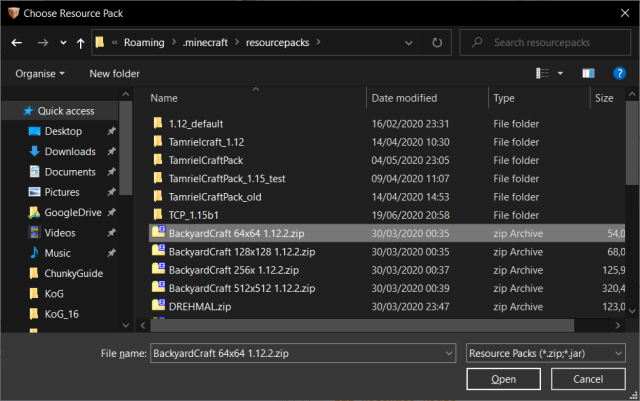 Choose Resource Pack
« Roaming > .minecraft > resourcepacks >
Search resourcepacks
Organise
New folder
Name
Date modified
Type
Size
Quick access
Desktop
Downloads
Documents
Pictures
GoogleDrive
Videos
Music
ChunkyGuide
KoG
KoG_16
1.12_default 16/02/2020 23:31 File folder
Tamrielcraft_1.12 14/04/2020 10:30 File folder
TamrielCraftPack 04/05/2020 23:05 File folder
TamrielCraftPack_1.15_test 09/04/2020 11:07 File folder
TamrielCraftPack_old 14/04/2020 14:53 File folder
TCP_1.15b1 19/06/2020 20:58 File folder
BackyardCraft 64x64 1.12.2.zip 30/03/2020 00:35 zip Archive 54,0
BackyardCraft 128x128 1.12.2.zip 30/03/2020 00:35 zip Archive 68,0
BackyardCraft 256x 1.12.2.zip 30/03/2020 00:37 zip Archive 125,9
BackyardCraft 512x512 1.12.2.zip 30/03/2020 00:39 zip Archive 320,4
DREHMAL.zip 30/03/2020 23:47 zip Archive 123,0
File name: BackyardCraft 64x64 1.12.2.zip
Resource Packs (*.zip;*.jar)
Open
Cancel